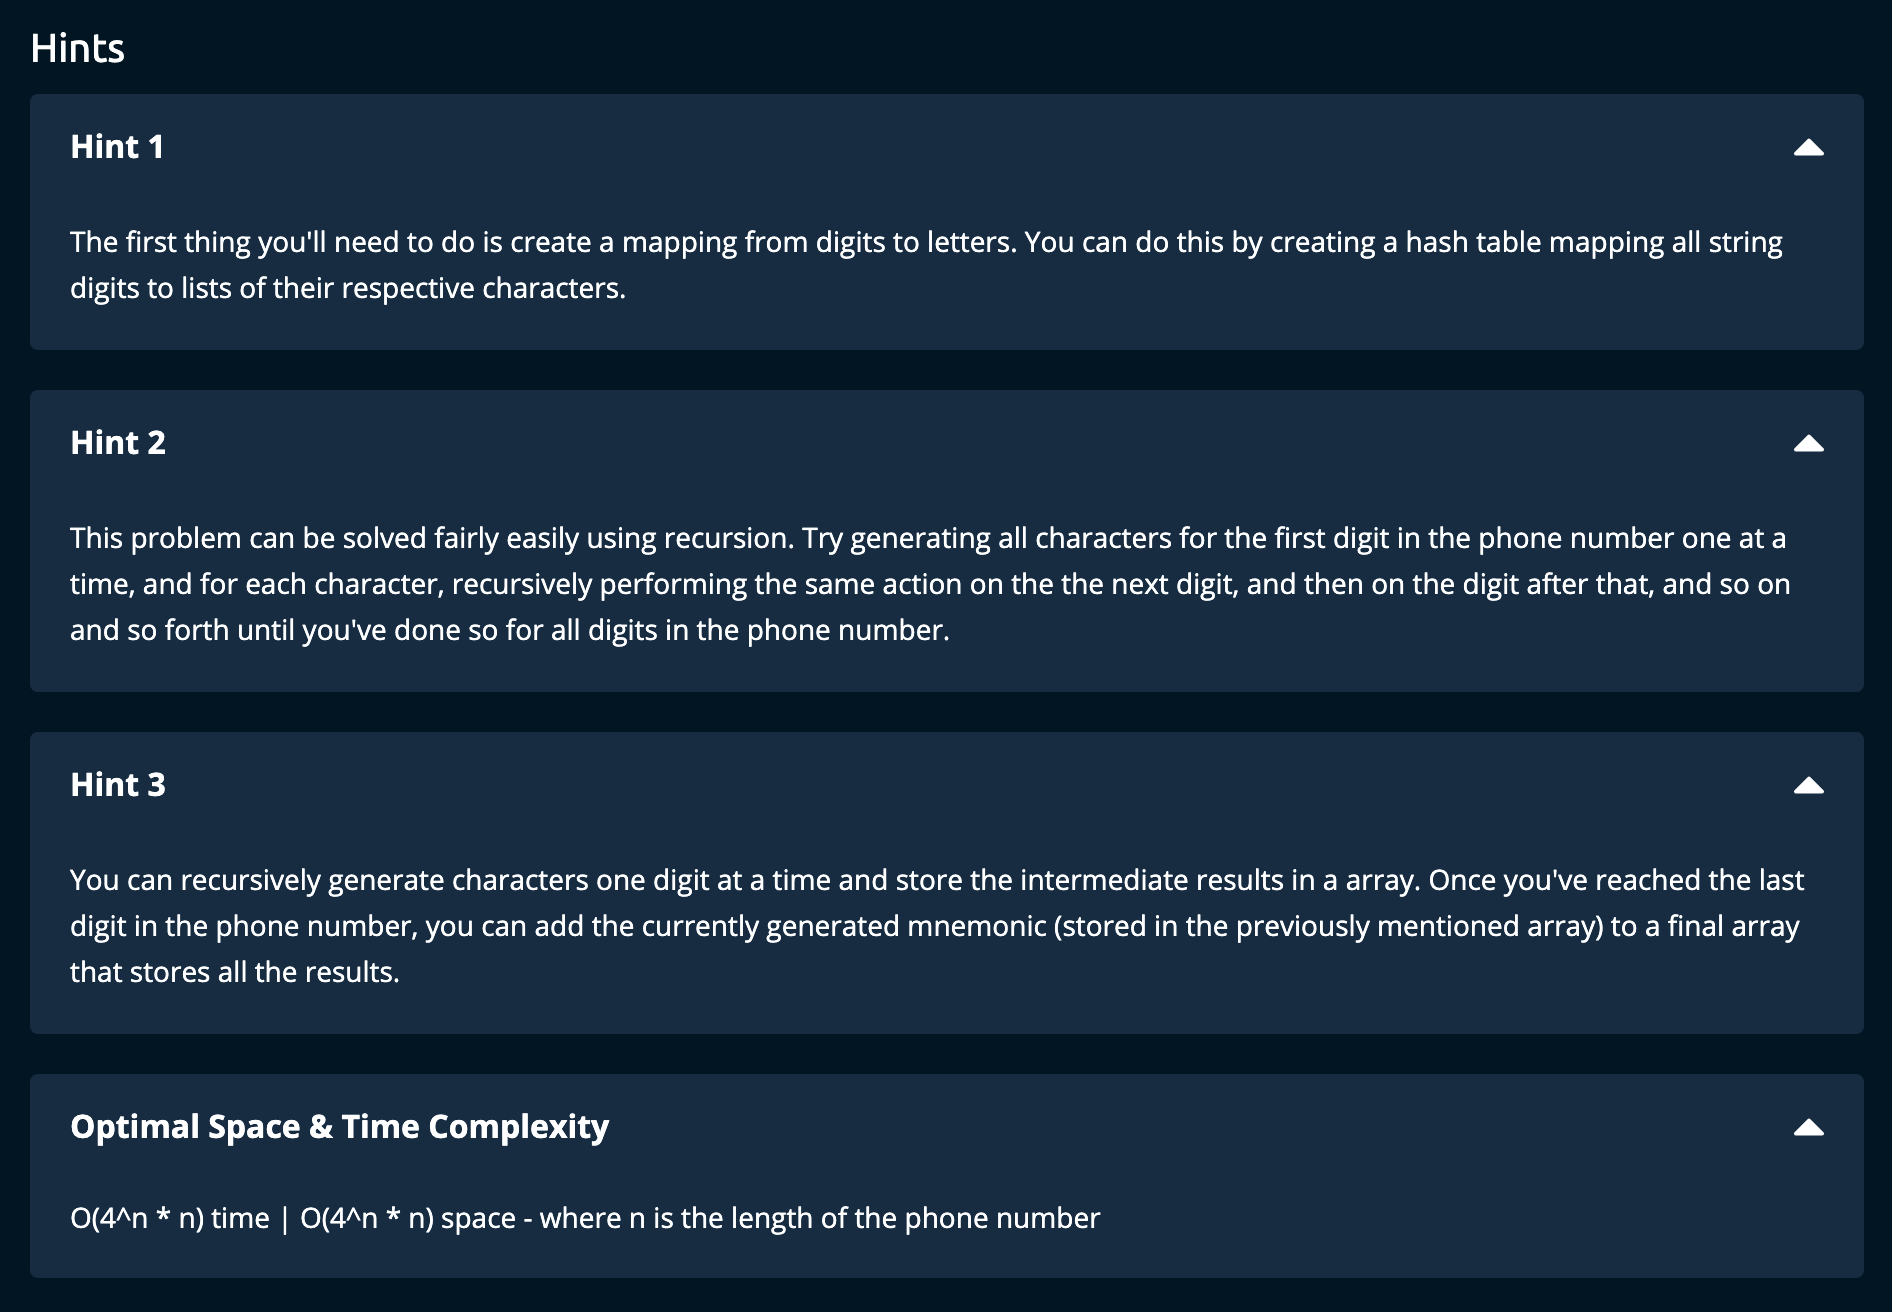 Hints
Hint 1
The first thing you'll need to do is create a mapping from digits to letters. You can do this by creating a hash table mapping all string
digits to lists of their respective characters.
Hint 2
This problem can be solved fairly easily using recursion. Try generating all characters for the first digit in the phone number one at a
time, and for each character, recursively performing the same action on the the next digit, and then on the digit after that, and so on
and so forth until you've done so for all digits in the phone number.
Hint 3
You can recursively generate characters one digit at a time and store the intermediate results in a array. Once you've reached the last
digit in the phone number, you can add the currently generated mnemonic (stored in the previously mentioned array) to a final array
that stores all the results.
Optimal Space & Time Complexity
O(4^n * n) time | O(4^n * n) space - where n is the length of the phone number